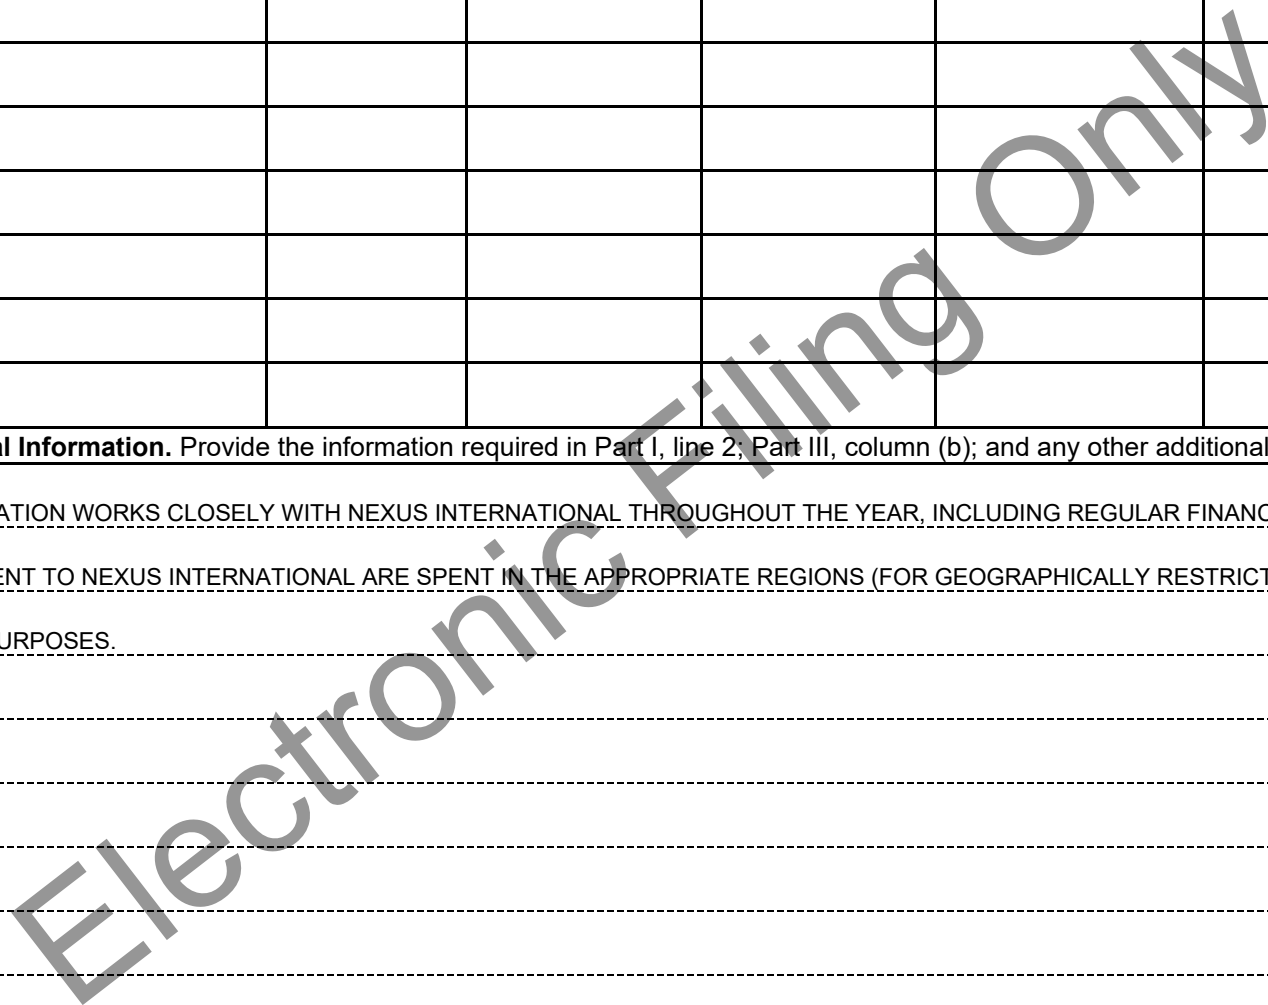 al Information. Provide the information required in Part I, line 2; Part III, column (b); and any other additional
ATION WORKS CLOSELY WITH NEXUS INTERNATIONAL THROUGHOUT THE YEAR, INCLUDING REGULAR FINANC
ENT TO NEXUS INTERNATIONAL ARE SPENT IN THE APPROPRIATE REGIONS (FOR GEOGRAPHICALLY RESTRICT
URPOSES.
Electronic Filing Only